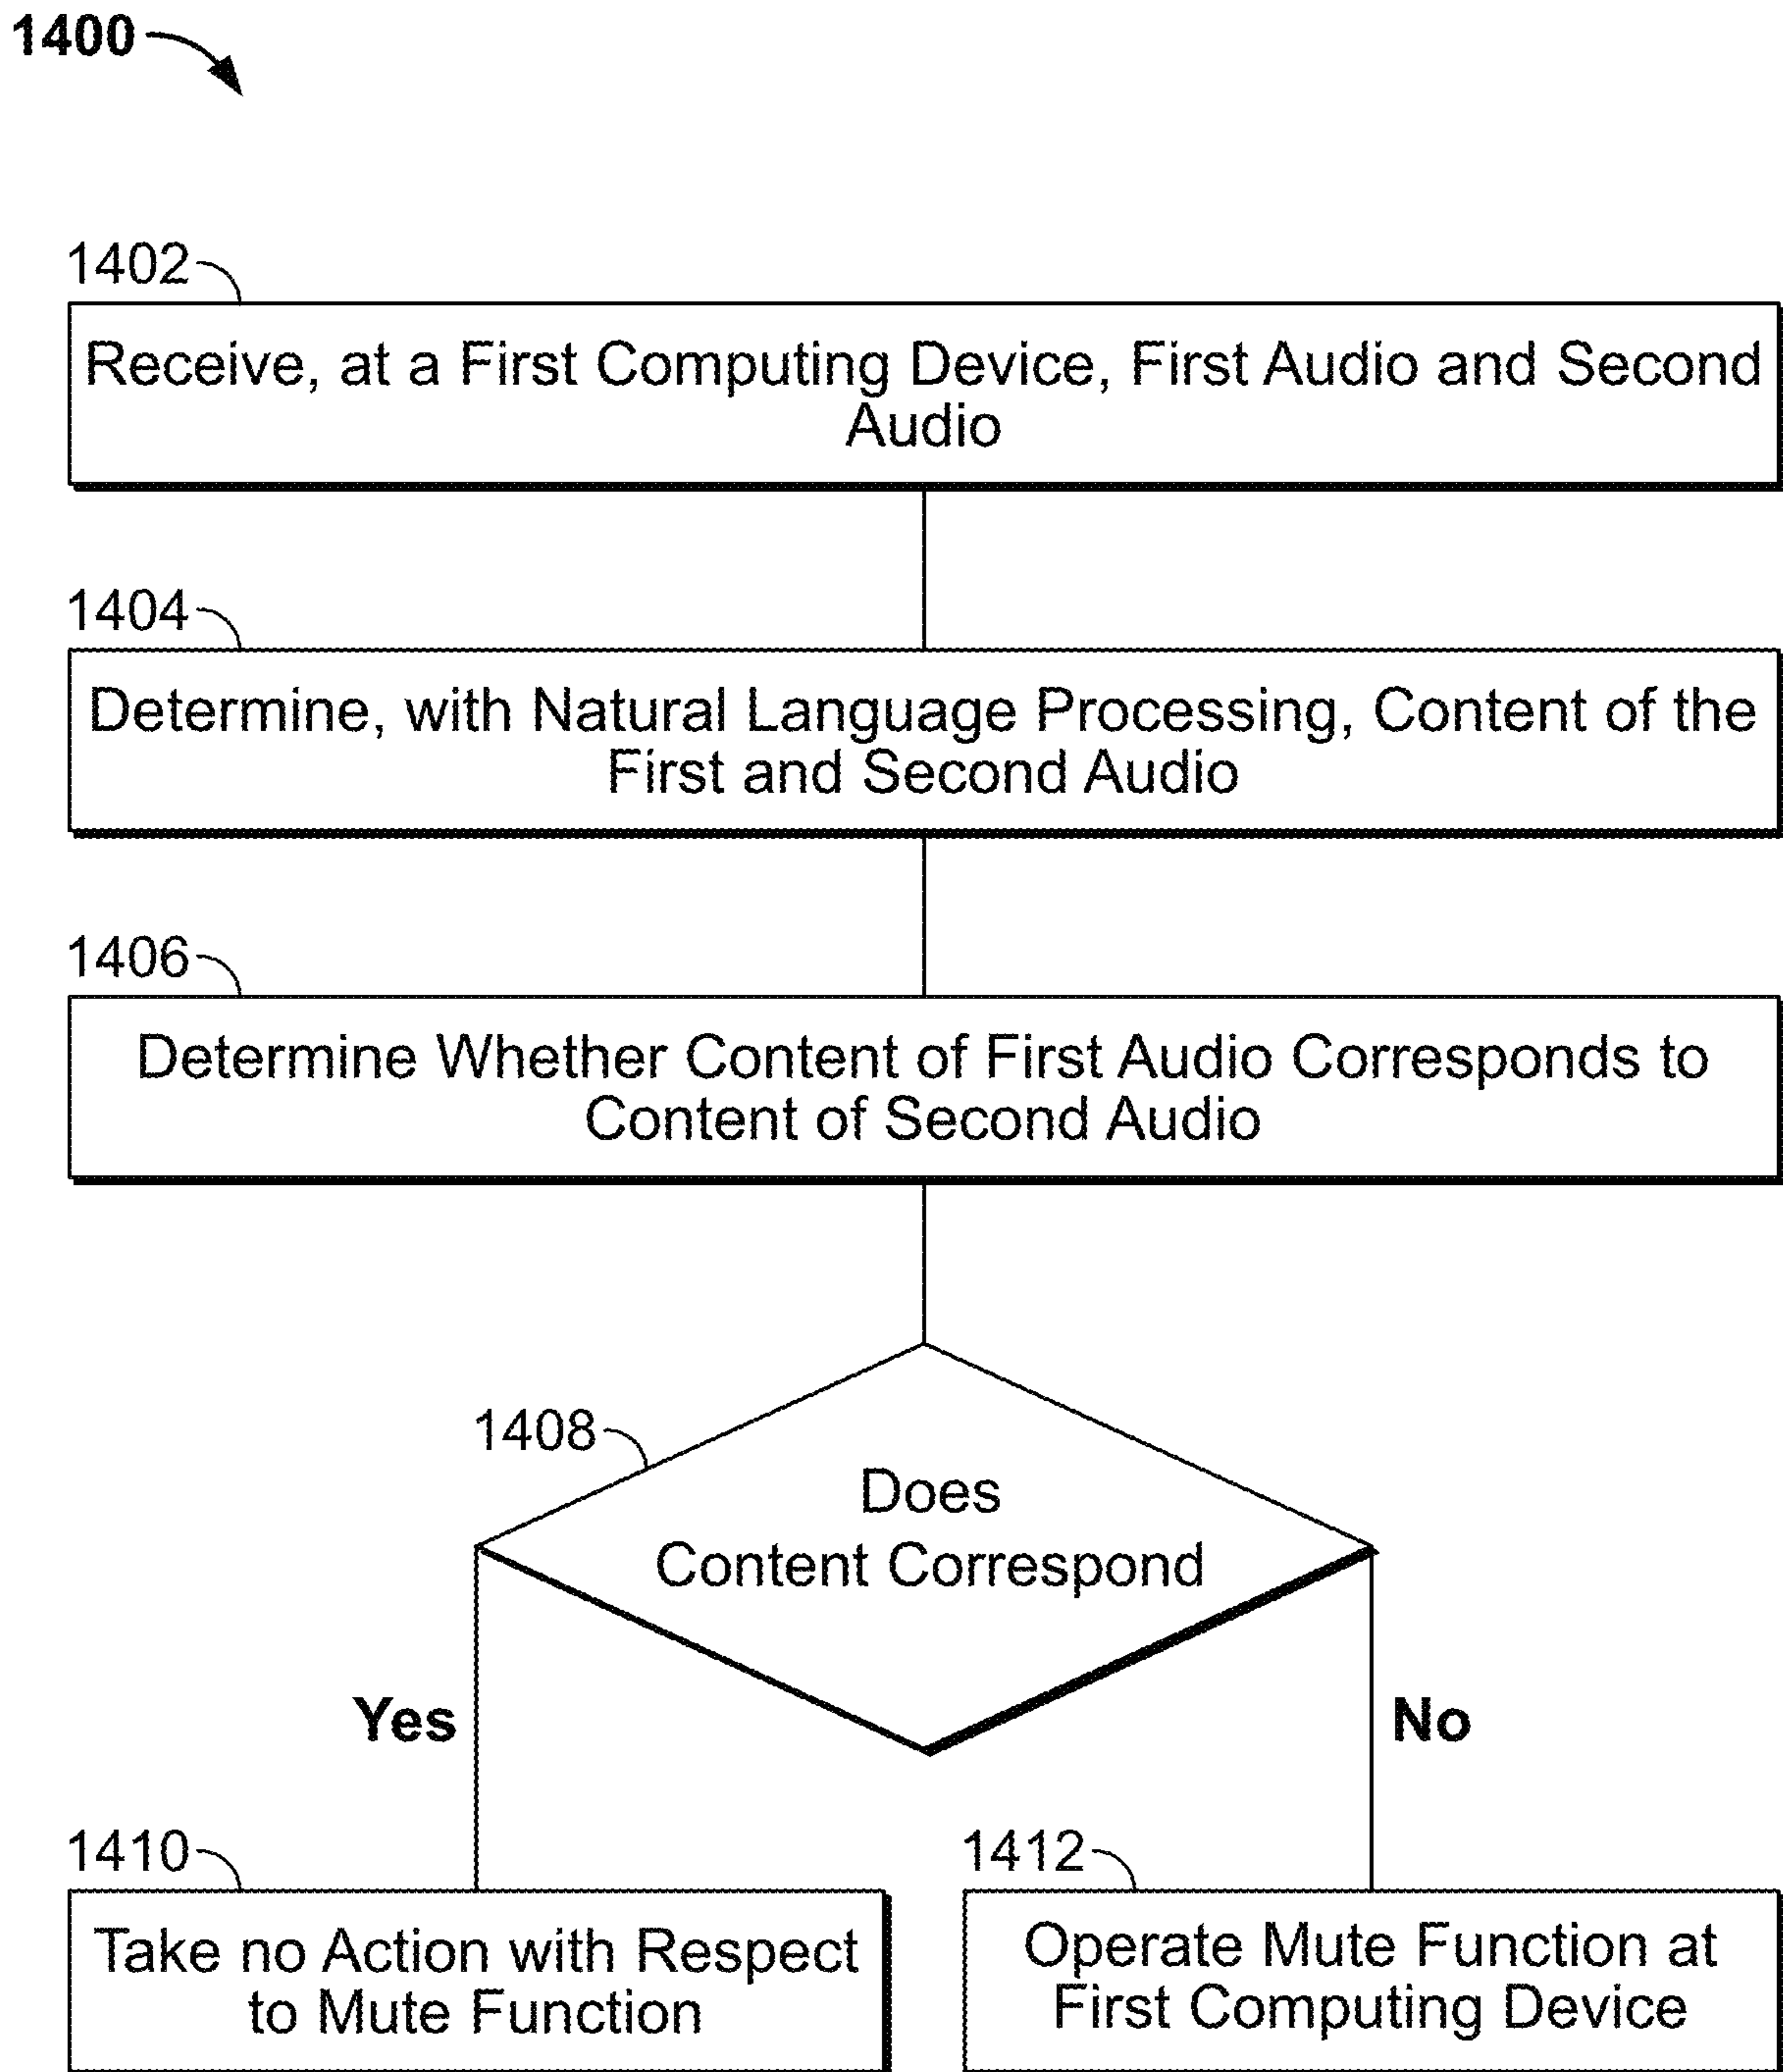 1400
1402
Receive, at a First Computing Device, First Audio and Second
Audio
1404
Determine, with Natural Language Processing, Content of the
First and Second Audio
1406
Determine Whether Content of First Audio Corresponds to
Content of Second Audio
1408
Does
Content Correspond
Yes
No
1410
Take no Action with Respect
to Mute Function
1412
Operate Mute Function at
First Computing Device